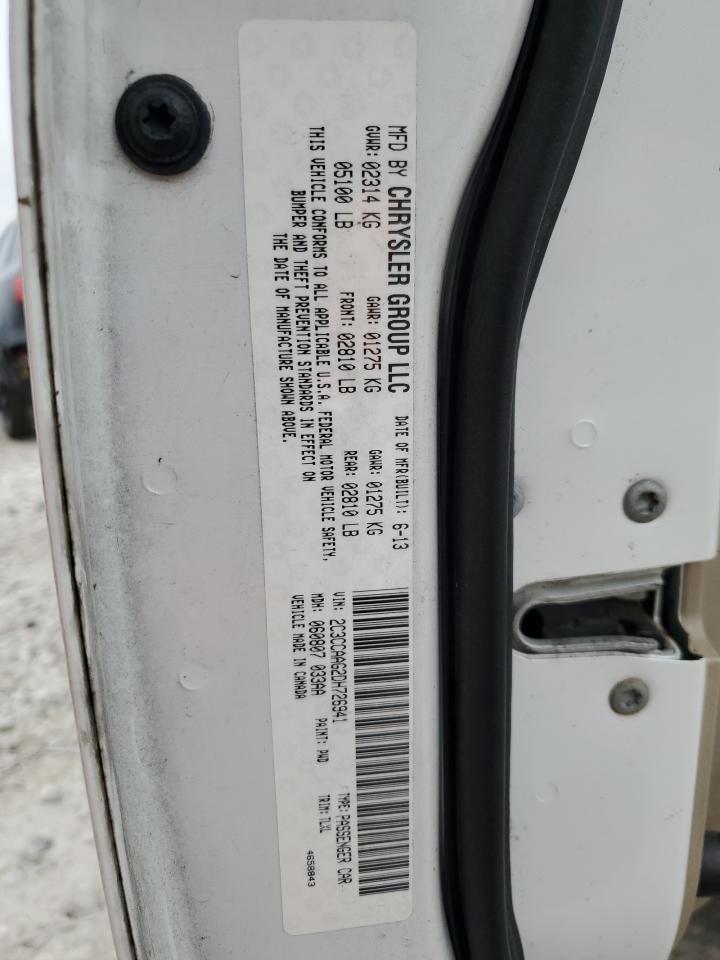 MFD BY CHRYSLER GROUP LLC DATE OF MFR(BUILT): 6-13
GVWR: 02314 KG GAWR: 01275 KG GAWR: 01275 KG
05100 LB FRONT: 02810 LB REAR: 02810 LB
THIS VEHICLE CONFORMS TO ALL APPLICABLE U.S.A. FEDERAL MOTOR VEHICLE SAFETY,
BUMPER AND THEFT PREVENTION STANDARDS IN EFFECT ON
THE DATE OF MANUFACTURE SHOWN ABOVE.
VIN: 2C3CCAAG2DH726941 TYPE: PASSENGER CAR
MDH: 060807 033AA PAINT: PWD TRIM: TLXL
VEHICLE MADE IN CANADA 4658843